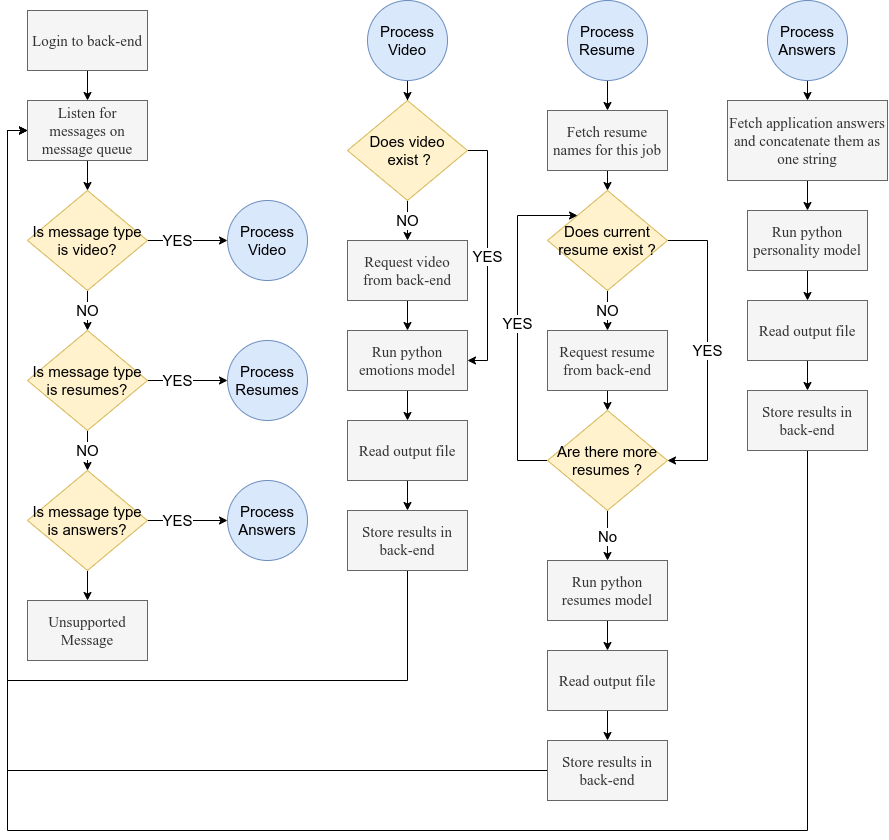 Login to back-end
Listen for
messages on
message queue
Is message type
is video?
YES
Process
Video
NO
Is message type
is resumes?
YES
Process
Resumes
NO
Is message type
is answers?
YES
Process
Answers
Unsupported
Message
Process
Video
Does video
exist ?
NO
YES
Request video
from back-end
Run python
emotions model
Read output file
Store results in
back-end
Process
Resume
Fetch resume
names for this job
Does current
resume exist ?
NO
YES
YES
Request resume
from back-end
Are there more
resumes ?
No
Run python
resumes model
Read output file
Store results in
back-end
Process
Answers
Fetch application answers
and concatenate them as
one string
Run python
personality model
Read output file
Store results in
back-end